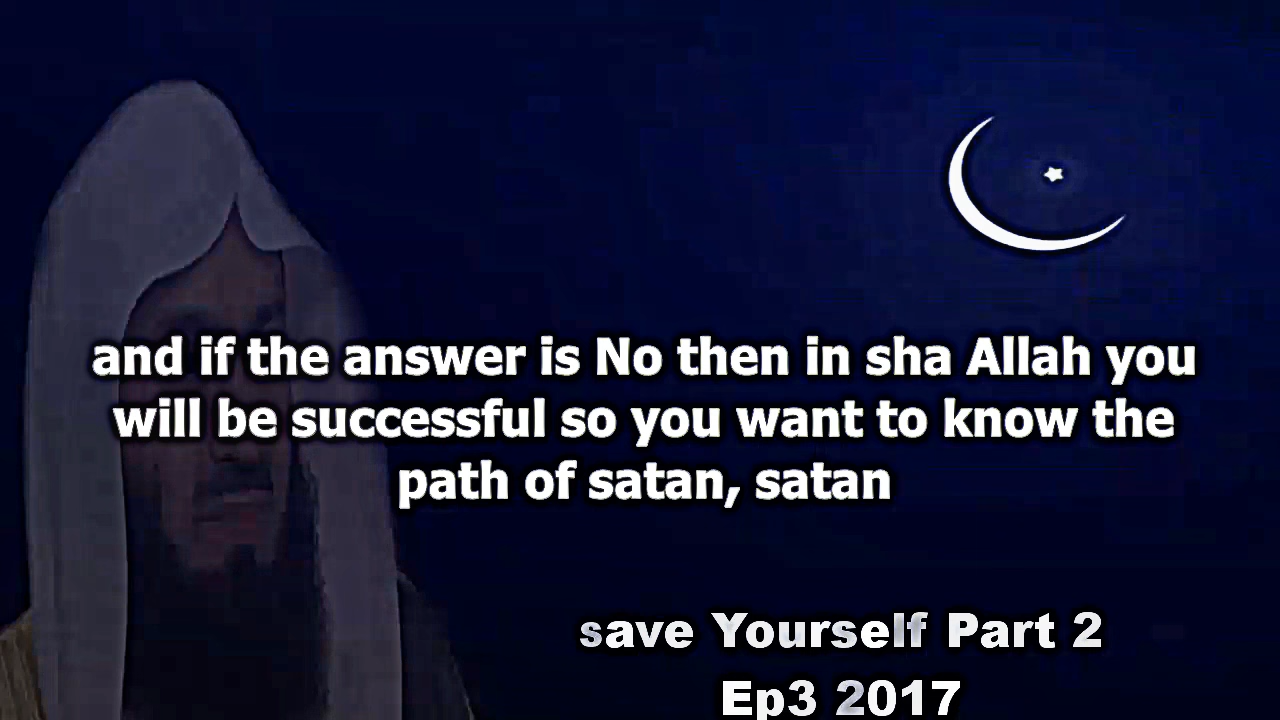 and if the answer is No then in sha Allah you
will be successful so you want to know the
path of satan, satan
save Yourself Part 2
Ep3 2017